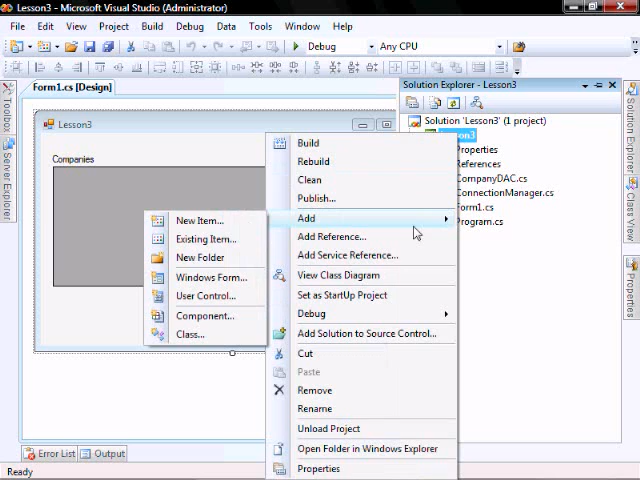 Lesson3 - Microsoft Visual Studio (Administrator)
File Edit View Project Build Debug Data Tools Window Help
Debug Any CPU
Form1.cs [Design]
Solution Explorer - Lesson3
Toolbox
Server Explorer
Lesson3
Companies
Solution 'Lesson3' (1 project)
Lesson3
Properties
References
CompanyDAC.cs
ConnectionManager.cs
Form1.cs
Program.cs
Solution Explorer
Class View
Properties
Build
Rebuild
Clean
Publish...
Add
Add Reference...
Add Service Reference...
View Class Diagram
Set as StartUp Project
Debug
Add Solution to Source Control...
Cut
Paste
Remove
Rename
Unload Project
Open Folder in Windows Explorer
Properties
New Item...
Existing Item...
New Folder
Windows Form...
User Control...
Component...
Class...
Error List Output
Ready